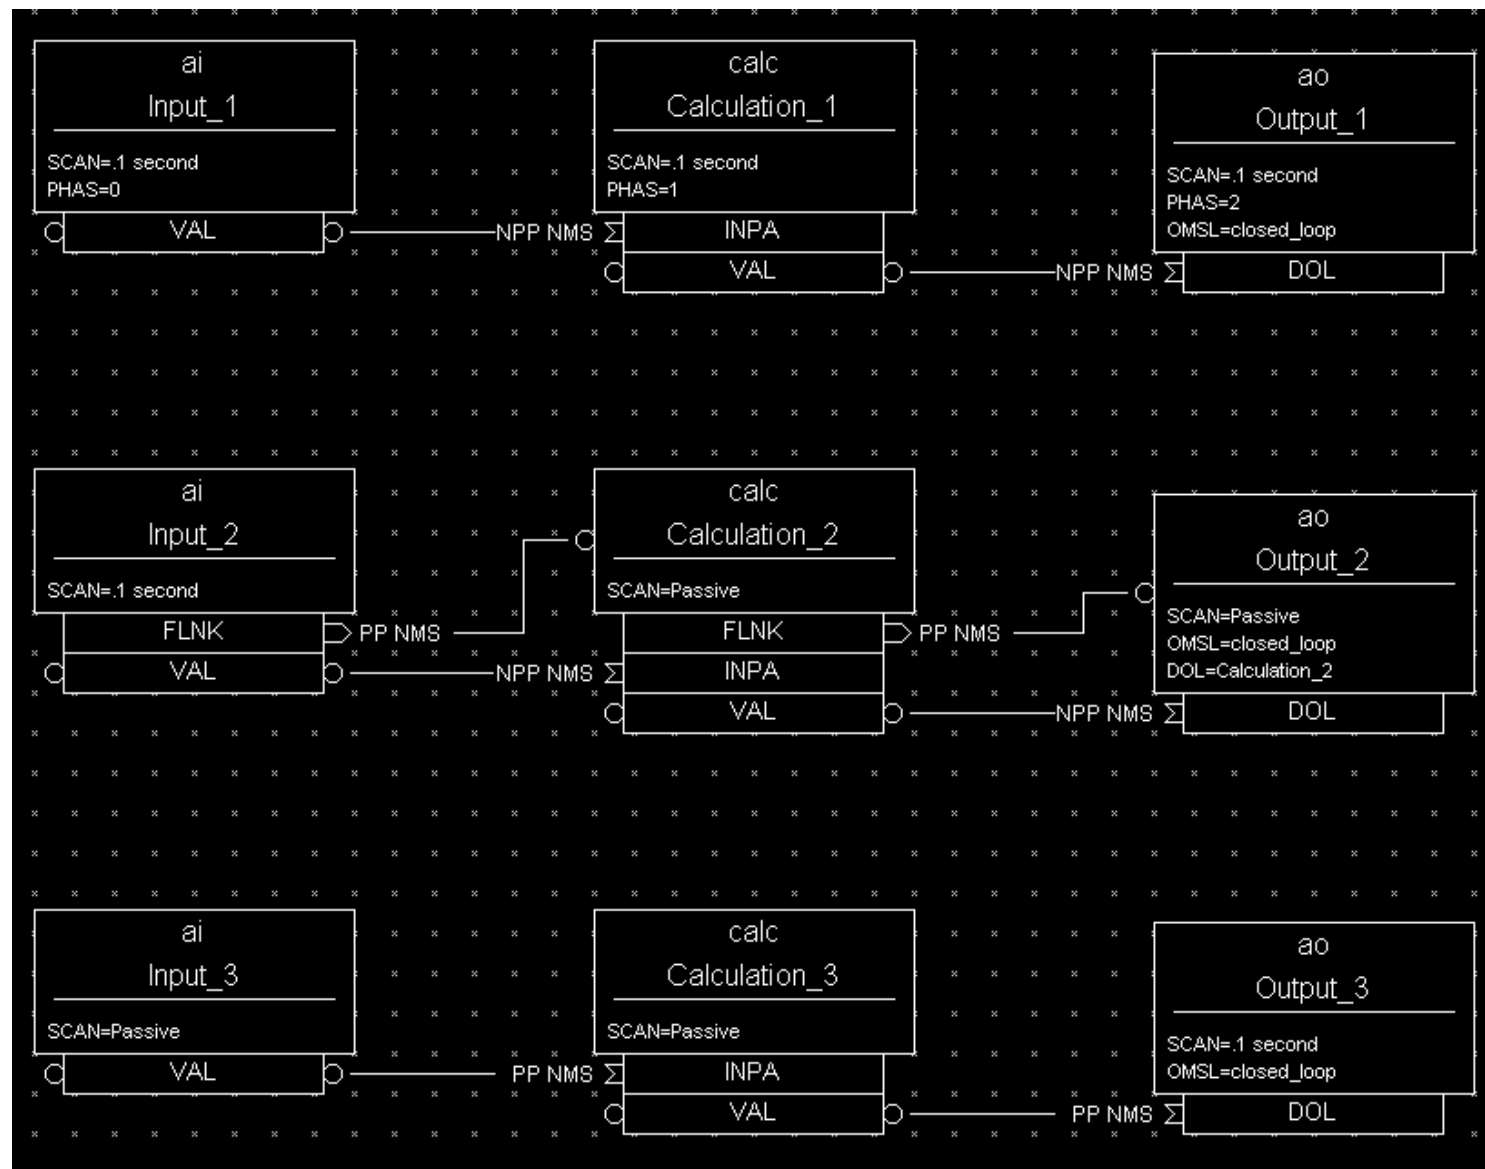 ai
Input_1
SCAN=.1 second
PHAS=0
VAL
NPP NMS
calc
Calculation_1
SCAN=.1 second
PHAS=1
INPA
VAL
NPP NMS
ao
Output_1
SCAN=.1 second
PHAS=2
OMSL=closed_loop
DOL
ai
Input_2
SCAN=.1 second
FLNK
PP NMS
VAL
NPP NMS
calc
Calculation_2
SCAN=Passive
FLNK
PP NMS
INPA
VAL
NPP NMS
ao
Output_2
SCAN=Passive
OMSL=closed_loop
DOL=Calculation_2
DOL
ai
Input_3
SCAN=Passive
VAL
PP NMS
calc
Calculation_3
SCAN=Passive
INPA
VAL
PP NMS
ao
Output_3
SCAN=.1 second
OMSL=closed_loop
DOL